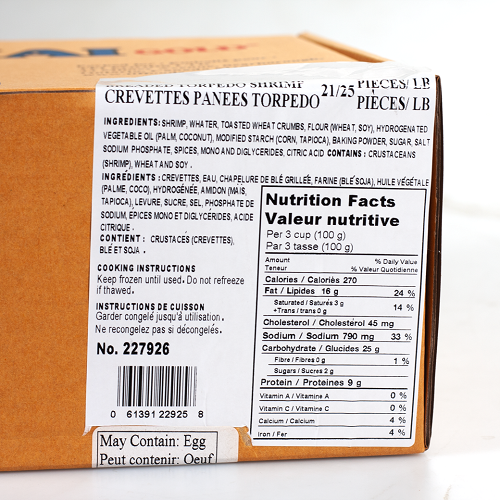 AI GOLD
BREADED TORPEDO SHRIMP 21/25 PIECES/ LB
CREVETTES PANEES TORPEDO PIECES/ LB
INGREDIENTS: SHRIMP, WHATER, TOASTED WHEAT CRUMBS, FLOUR (WHEAT, SOY), HYDROGENATED
VEGETABLE OIL (PALM, COCONUT), MODIFIED STARCH (CORN, TAPIOCA), BAKING POWDER, SUGAR, SALT
SODIUM PHOSPHATE, SPICES, MONO AND DIGLYCERIDES, CITRIC ACID CONTAINS : CRUSTACEANS
(SHRIMP), WHEAT AND SOY .
INGRÉDIENTS : CREVETTES, EAU, CHAPELURE DE BLÉ GRILLÉE, FARINE (BLÉ SOJA), HUILE VÉGÉTALE
(PALME, COCO), HYDROGÉNÉE, AMIDON (MAÏS,
TAPIOCA), LEVURE, SUCRE, SEL, PHOSPHATE DE
SODIUM, EPICES MONO ET DIGLYCERIDES, ACIDE
CITRIQUE .
CONTIENT : CRUSTACÉS (CREVETTES),
BLÉ ET SOJA .
COOKING INSTRUCTIONS
Keep frozen until used. Do not refreeze
if thawed.
INSTRUCTIONS DE CUISSON
Garder congelé jusqu'à utilisation.
Ne recongelez pas si décongelés.
No. 227926
0 61391 22925 8
May Contain: Egg
Peut contenir: Oeuf
Nutrition Facts
Valeur nutritive
Per 3 cup (100 g)
Par 3 tasse (100 g)
Amount % Daily Value
Teneur % Valeur Quotidienne
Calories / Calories 270
Fat / Lipides 16 g 24 %
Saturated / Saturés 3 g
+Trans / trans 0 g 14 %
Cholesterol / Cholestérol 45 mg
Sodium / Sodium 790 mg 33 %
Carbohydrate / Glucides 25 g
Fibre / Fibres 0 g 1 %
Sugars / Sucres 2 g
Protein / Protéines 9 g
Vitamin A / Vitamine A 0 %
Vitamin C / Vitamine C 0 %
Calcium / Calcium 4 %
Iron / Fer 4 %